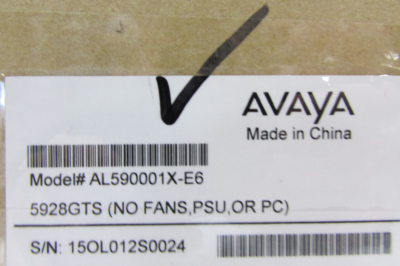 AVAYA
Made in China
Model# AL590001X-E6
5928GTS (NO FANS,PSU,OR PC)
S/N: 15OL012S0024